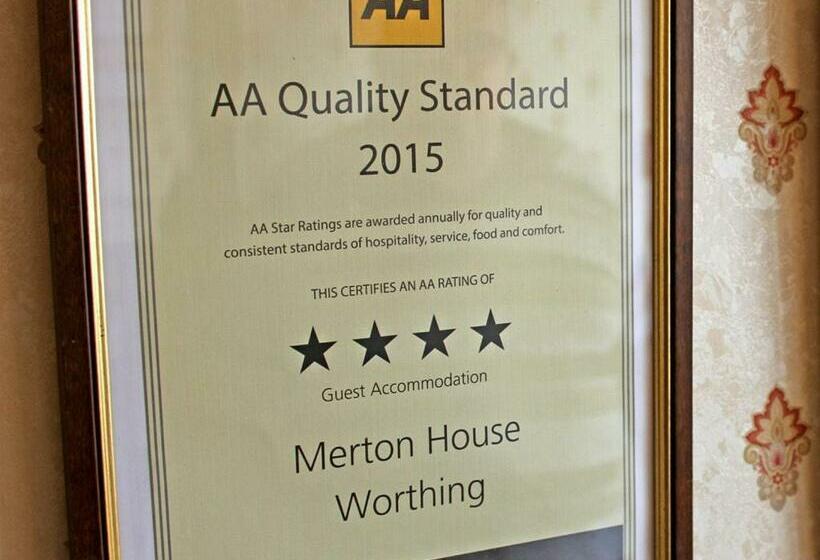 AA
AA Quality Standard
2015
AA Star Ratings are awarded annually for quality and
consistent standards of hospitality, service, food and comfort.
THIS CERTIFIES AN AA RATING OF
Guest Accommodation
Merton House
Worthing